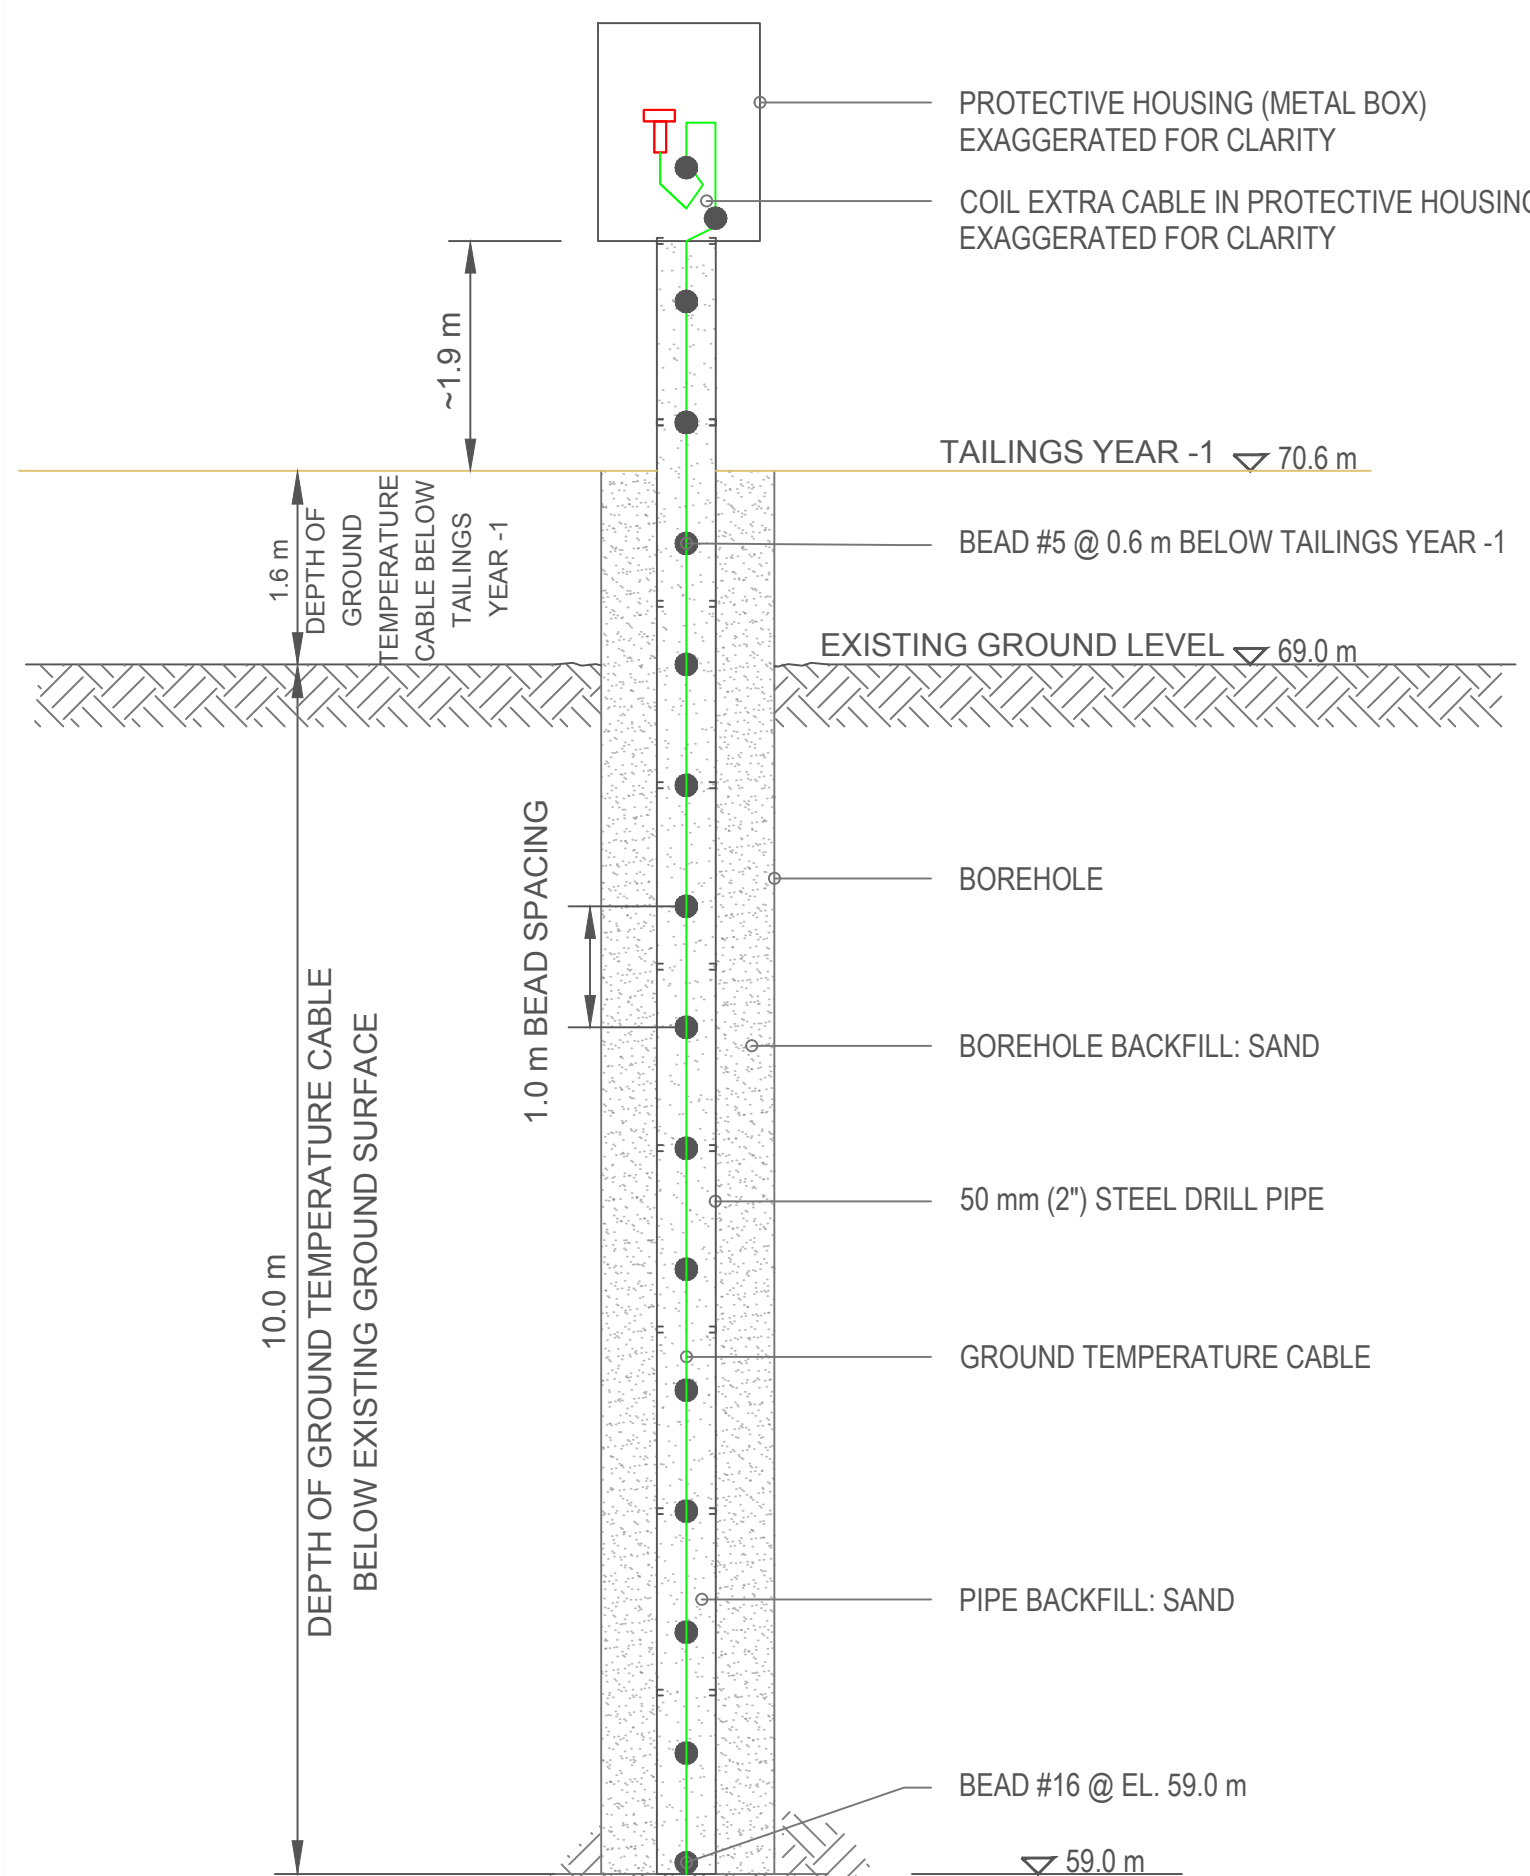 PROTECTIVE HOUSING (METAL BOX)
EXAGGERATED FOR CLARITY
COIL EXTRA CABLE IN PROTECTIVE HOUSING
EXAGGERATED FOR CLARITY
~1.9 m
TAILINGS YEAR -1
70.6 m
1.6 m
DEPTH OF
GROUND
TEMPERATURE
CABLE BELOW
TAILINGS
YEAR -1
BEAD #5 @ 0.6 m BELOW TAILINGS YEAR -1
EXISTING GROUND LEVEL
69.0 m
1.0 m BEAD SPACING
BOREHOLE
BOREHOLE BACKFILL: SAND
10.0 m
DEPTH OF GROUND TEMPERATURE CABLE
BELOW EXISTING GROUND SURFACE
50 mm (2") STEEL DRILL PIPE
GROUND TEMPERATURE CABLE
PIPE BACKFILL: SAND
BEAD #16 @ EL. 59.0 m
59.0 m